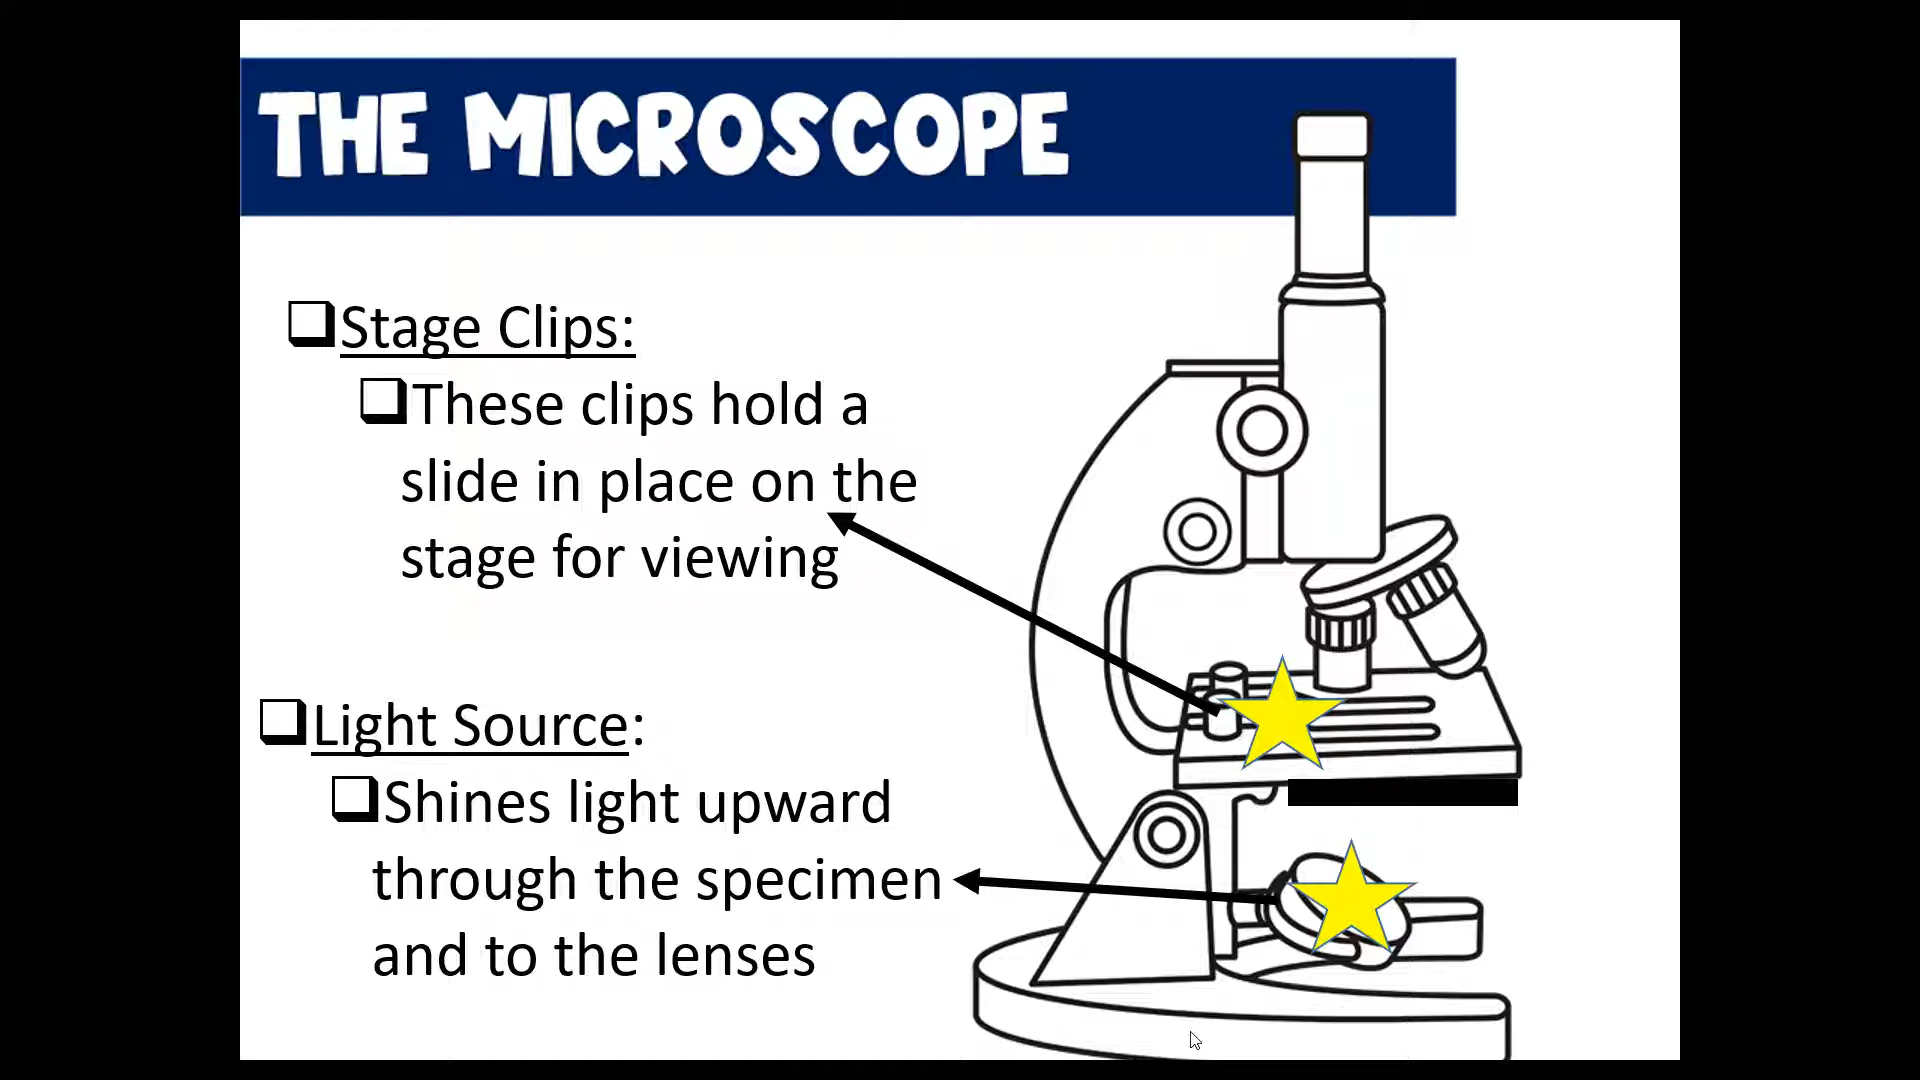 THE MICROSCOPE
Stage Clips:
These clips hold a
slide in place on the
stage for viewing
Light Source:
Shines light upward
through the specimen
and to the lenses